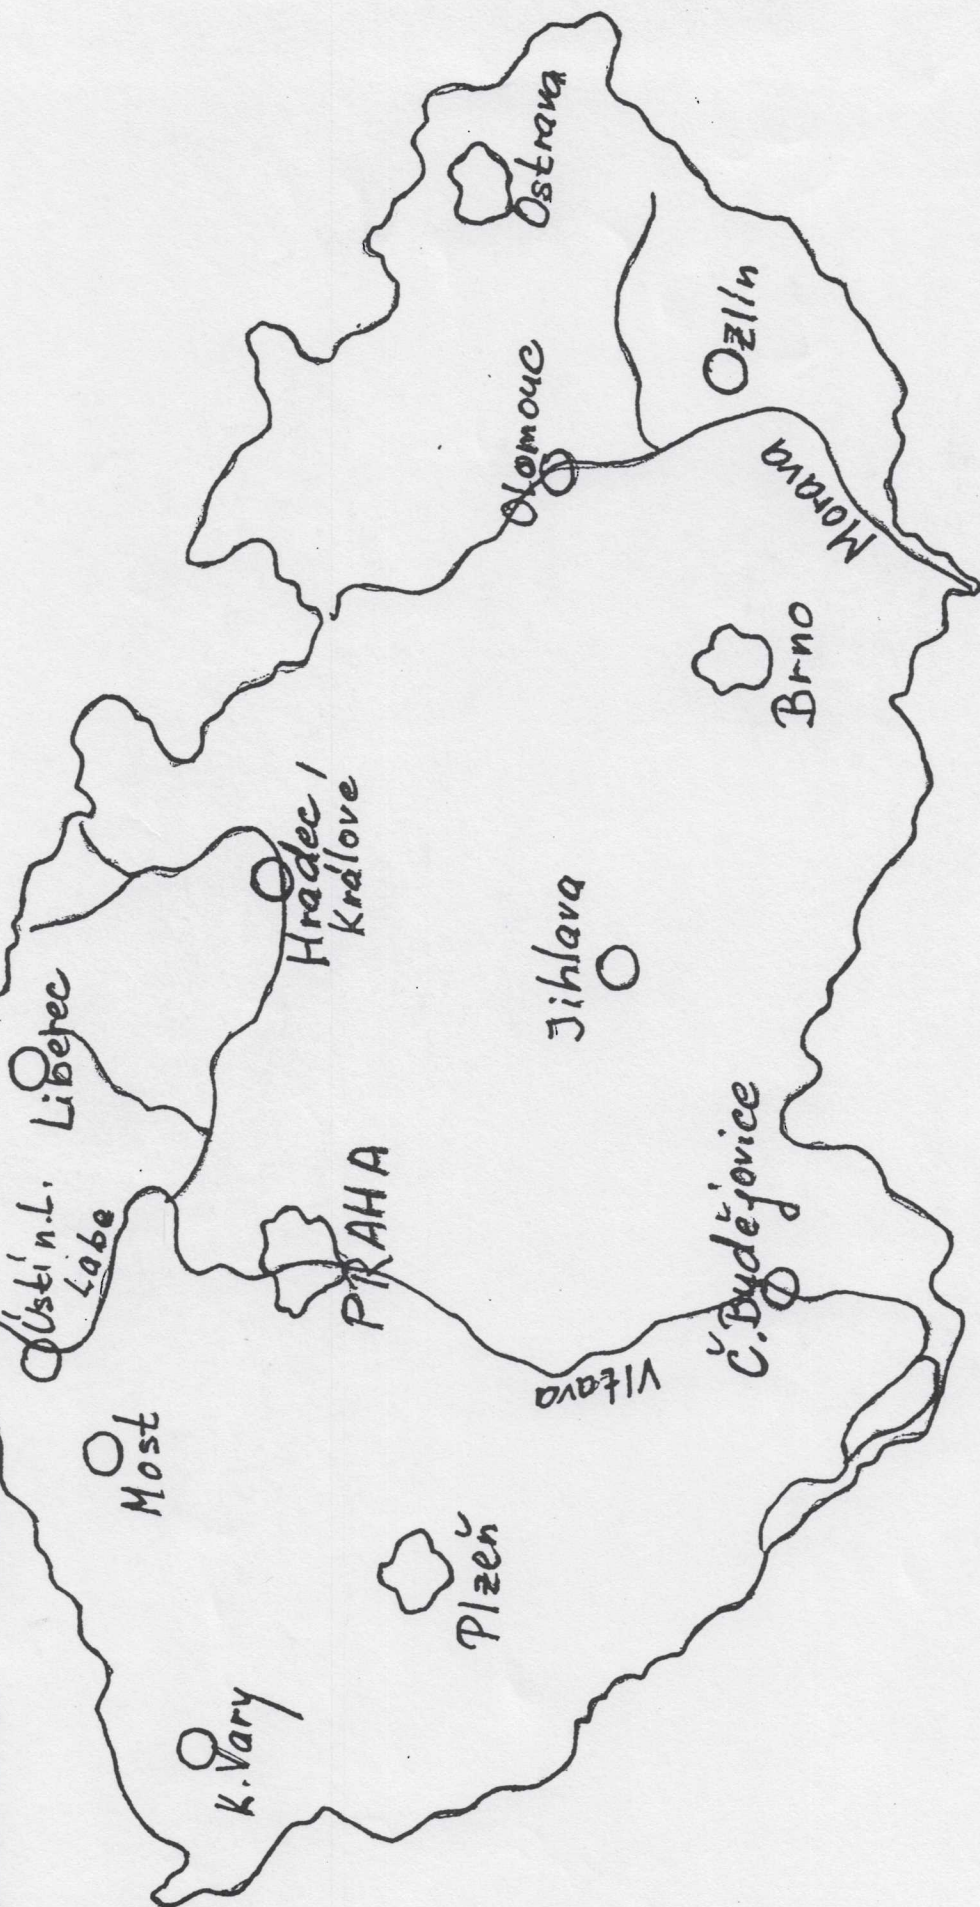 Ústí n.L.
Labe
Liberec
Most
K. Vary
PRAHA
Hradec
Králové
Plzeň
Vltava
Č. Budějovice
Jihlava
Olomouc
Ostrava
Brno
Morava
Zlín